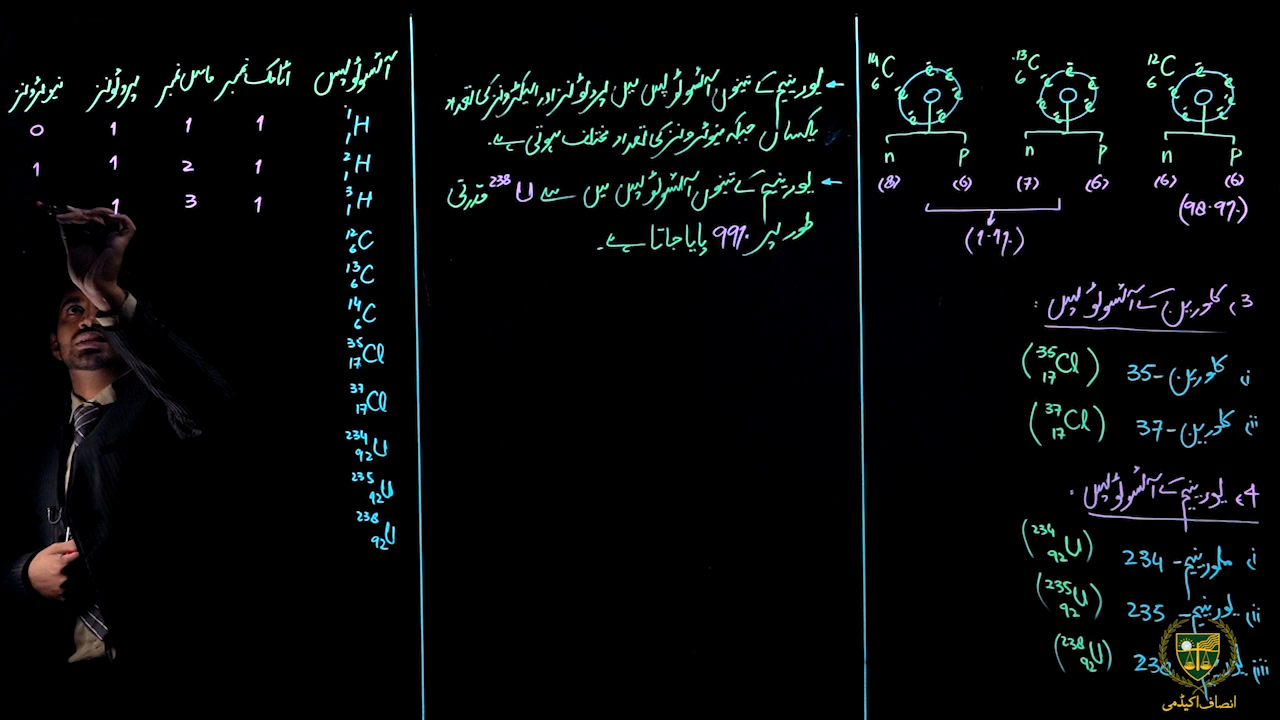 ¹⁴₆C ¹³₆C ¹²₆C
e e e e e e
n P n P n P
(8) (6) (7) (6) (6) (6)
(1.1%) (98.9%)
3) کلورین کے آئسوٹوپس:
i) کلورین-35 (³⁵₁₇Cl)
ii) کلورین-37 (³⁷₁₇Cl)
4) یورینیم کے آئسوٹوپس:
i) یورینیم-234 (²³⁴₉₂U)
ii) یورینیم-235 (²³⁵₉₂U)
iii) (²³⁸₉₂U)
← یورینیم کے تینوں آئسوٹوپس میں پروٹانز اور الیکٹرونز کی تعداد
یاکساں جبکہ نیوٹرونز کی تعداد مختلف ہوتی ہے۔
← یورینیم کے تینوں آئسوٹوپس میں سے ²³⁸U قدرتی
طور پر 99% پایا جاتا ہے۔
آئسوٹوپس اٹامک نمبر ماس نمبر پروٹونز نیوٹرونز
¹₁H 1 1 1 0
²₁H 1 2 1 1
³₁H 1 3 1
¹²₆C
¹³₆C
¹⁴₆C
³⁵₁₇Cl
³⁷₁₇Cl
²³⁴₉₂U
²³⁵₉₂U
²³⁸₉₂U
انصاف اکیڈمی